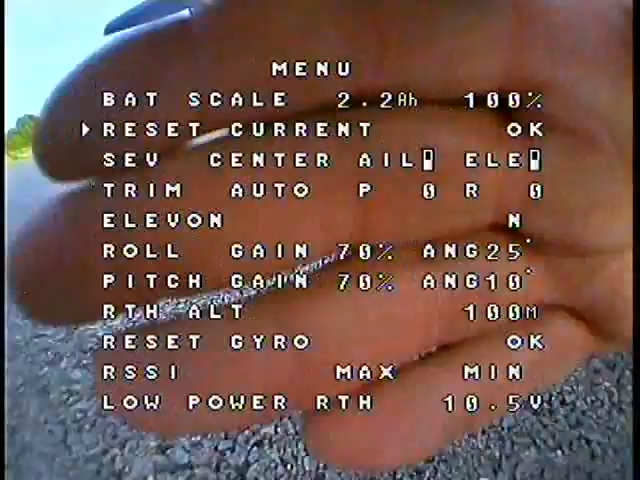 MENU
BAT SCALE 2.2Ah 100%
RESET CURRENT OK
SEV CENTER AIL ELE
TRIM AUTO P 0 R 0
ELEVON N
ROLL GAIN 70% ANG25°
PITCH GAIN 70% ANG10°
RTH ALT 100M
RESET GYRO OK
RSSI MAX MIN
LOW POWER RTH 10.5V